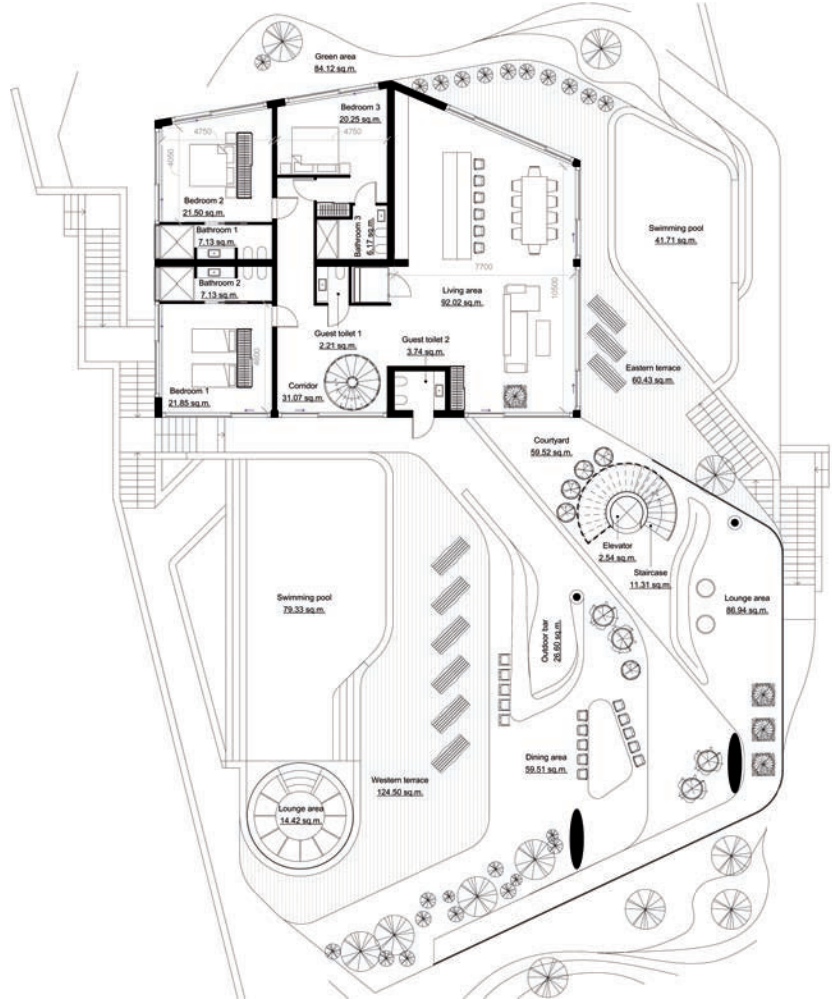 Green area
84.12 sq.m.
Bedroom 3
20.25 sq.m.
4750
4750
4050
Bedroom 2
21.50 sq.m.
Bathroom 1
7.13 sq.m.
Bathroom 3
6.17 sq.m.
Swimming pool
41.71 sq.m.
Bathroom 2
7.13 sq.m.
7700
10500
Living area
92.02 sq.m.
Guest toilet 1
2.21 sq.m.
Guest toilet 2
3.74 sq.m.
4600
Bedroom 1
21.85 sq.m.
Corridor
31.07 sq.m.
Eastern terrace
60.43 sq.m.
Courtyard
59.52 sq.m.
Elevator
2.54 sq.m.
Staircase
11.31 sq.m.
Swimming pool
79.33 sq.m.
Lounge area
86.94 sq.m.
Outdoor bar
26.60 sq.m.
Dining area
59.51 sq.m.
Western terrace
124.50 sq.m.
Lounge area
14.42 sq.m.